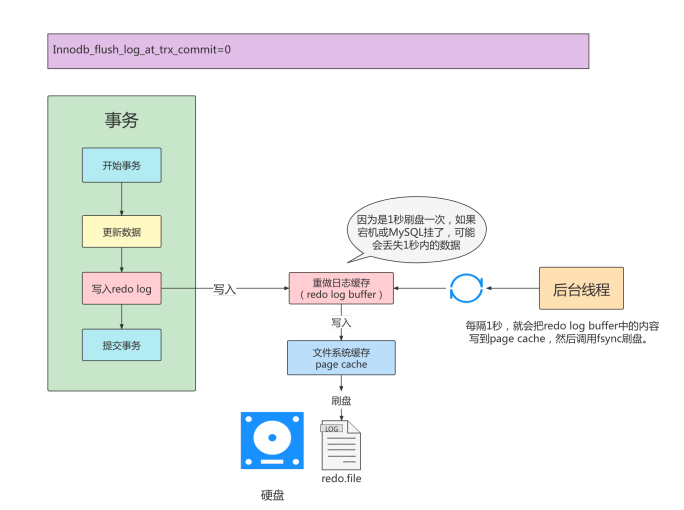 Innodb_flush_log_at_trx_commit=0
事务
开始事务
更新数据
写入redo log
提交事务
写入
因为是1秒刷盘一次，如果
宕机或MySQL挂了，可能
会丢失1秒内的数据
重做日志缓存
（redo log buffer）
写入
文件系统缓存
page cache
刷盘
LOG
redo.file
硬盘
后台线程
每隔1秒，就会把redo log buffer中的内容
写到page cache，然后调用fsync刷盘。